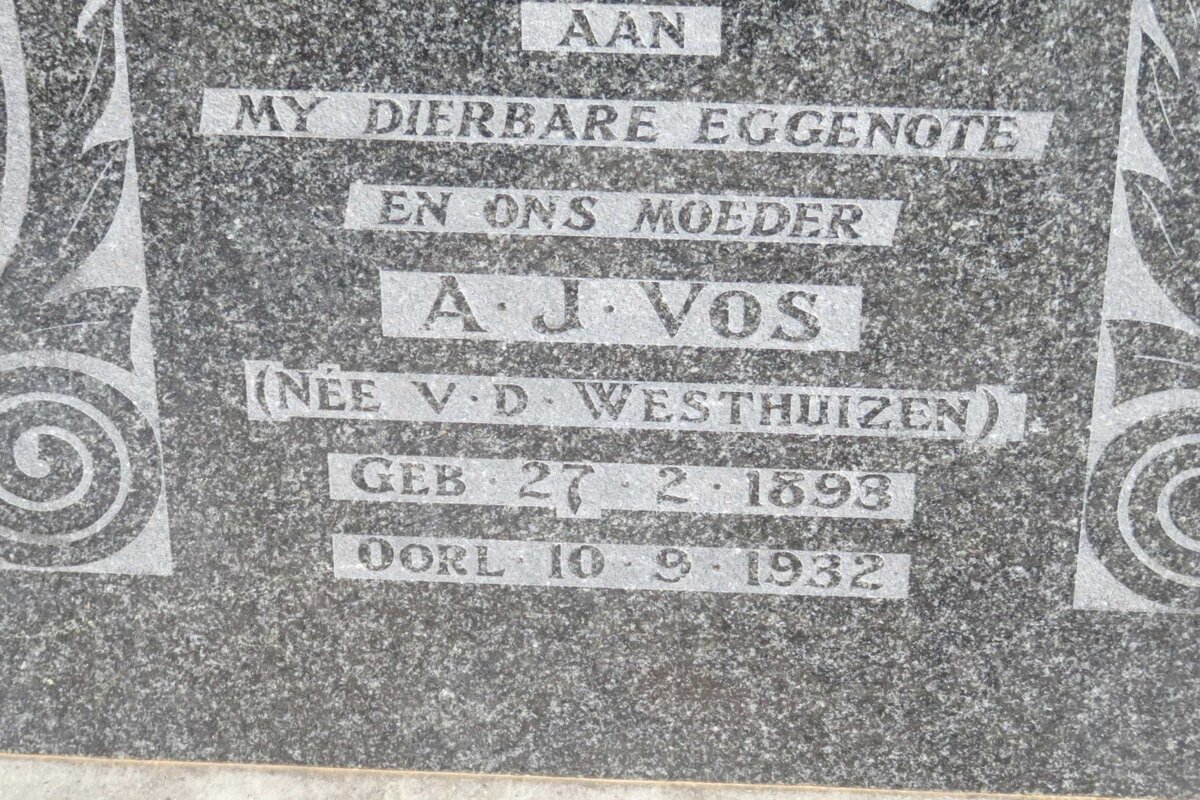 AAN
MY DIERBARE EGGENOTE
EN ONS MOEDER
A·J·VOS
(NÉE V·D·WESTHUIZEN)
GEB·27·2·1893
OORL·10·9·1932